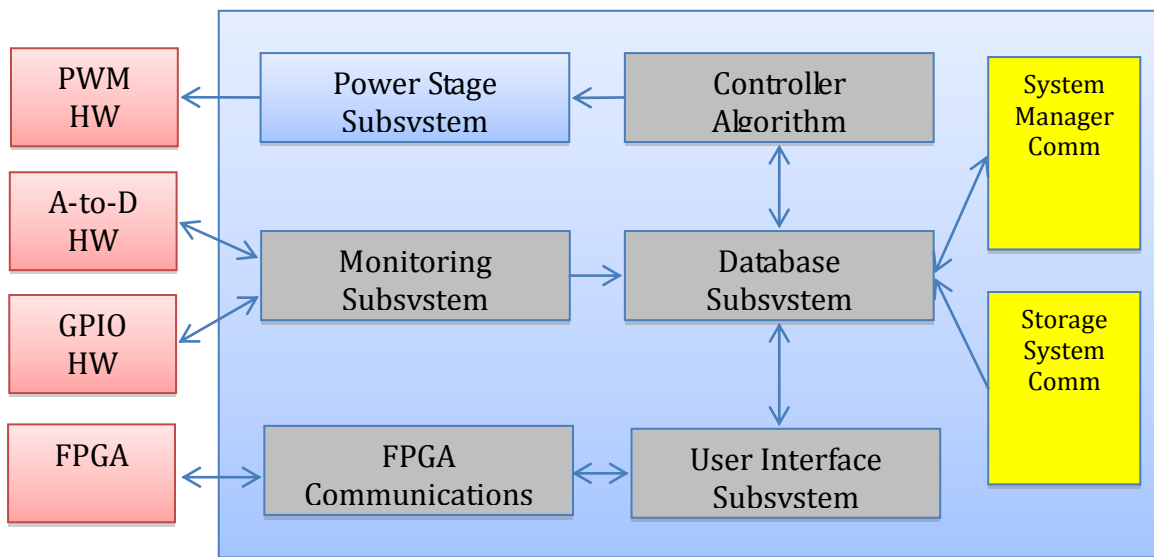 PWM
HW
Power Stage
Subsystem
Controller
Algorithm
System
Manager
Comm
A-to-D
HW
Monitoring
Subsystem
Database
Subsystem
GPIO
HW
Storage
System
Comm
FPGA
FPGA
Communications
User Interface
Subsystem